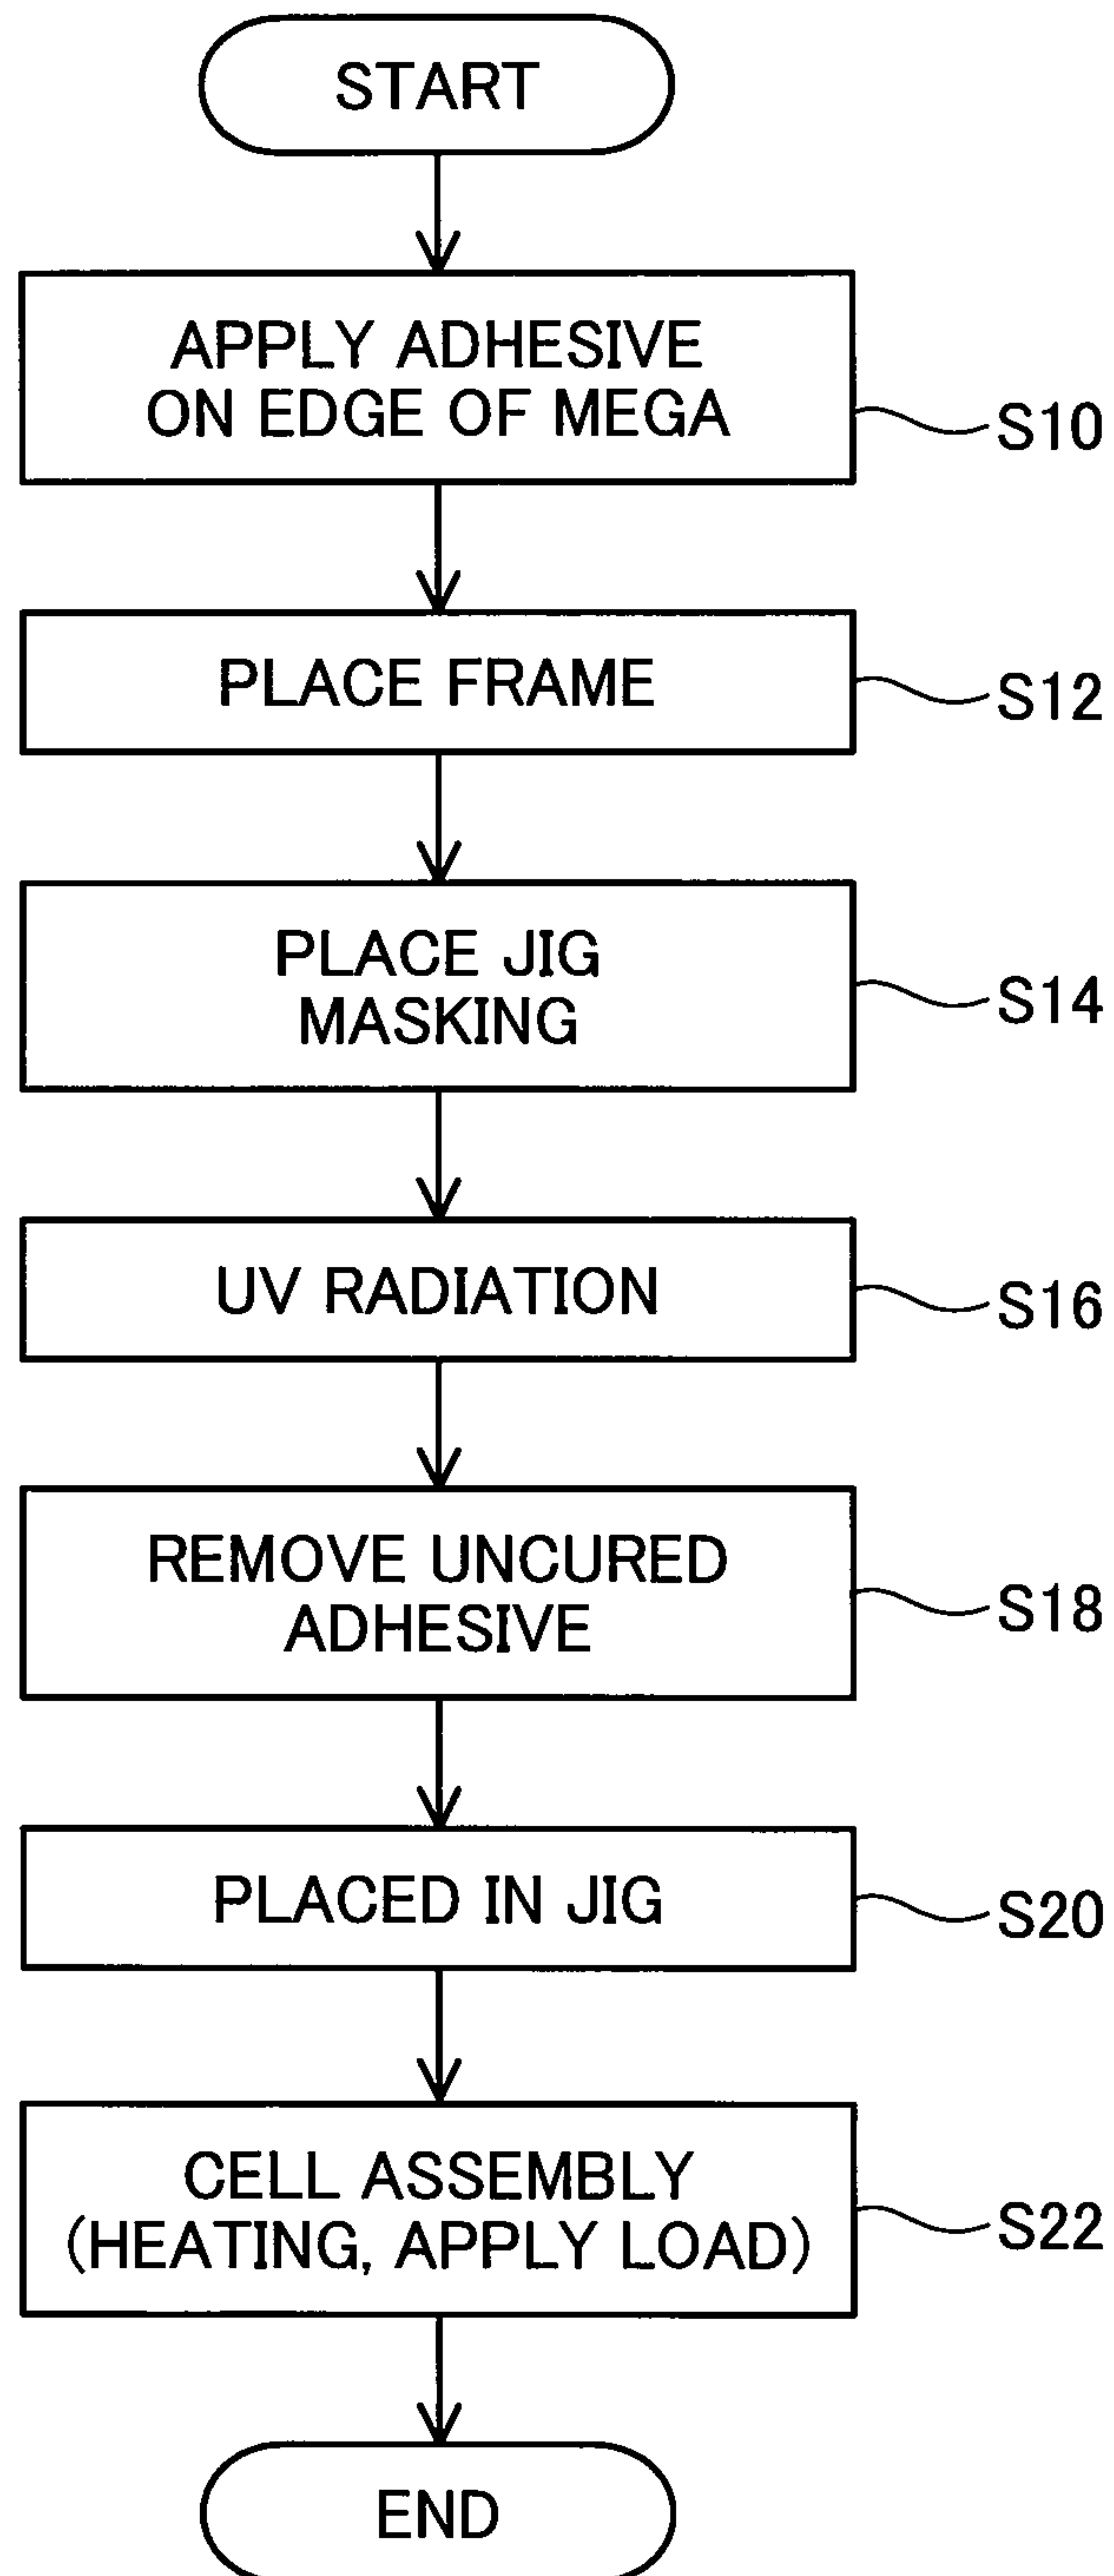 START
APPLY ADHESIVE
ON EDGE OF MEGA
S10
PLACE FRAME
S12
PLACE JIG
MASKING
S14
UV RADIATION
S16
REMOVE UNCURED
ADHESIVE
S18
PLACED IN JIG
S20
CELL ASSEMBLY
(HEATING, APPLY LOAD)
S22
END